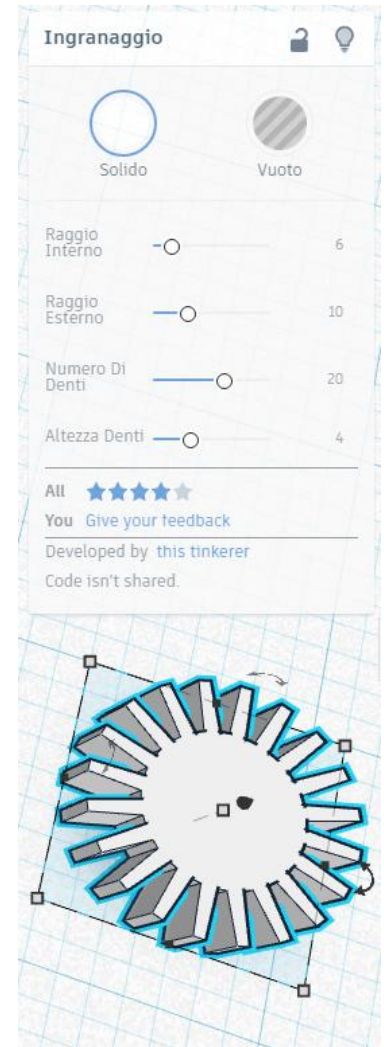 Ingranaggio
Solido Vuoto
Raggio
Interno 6
Raggio
Esterno 10
Numero Di
Denti 20
Altezza Denti 4
All
You Give your feedback
Developed by this tinkerer
Code isn't shared.